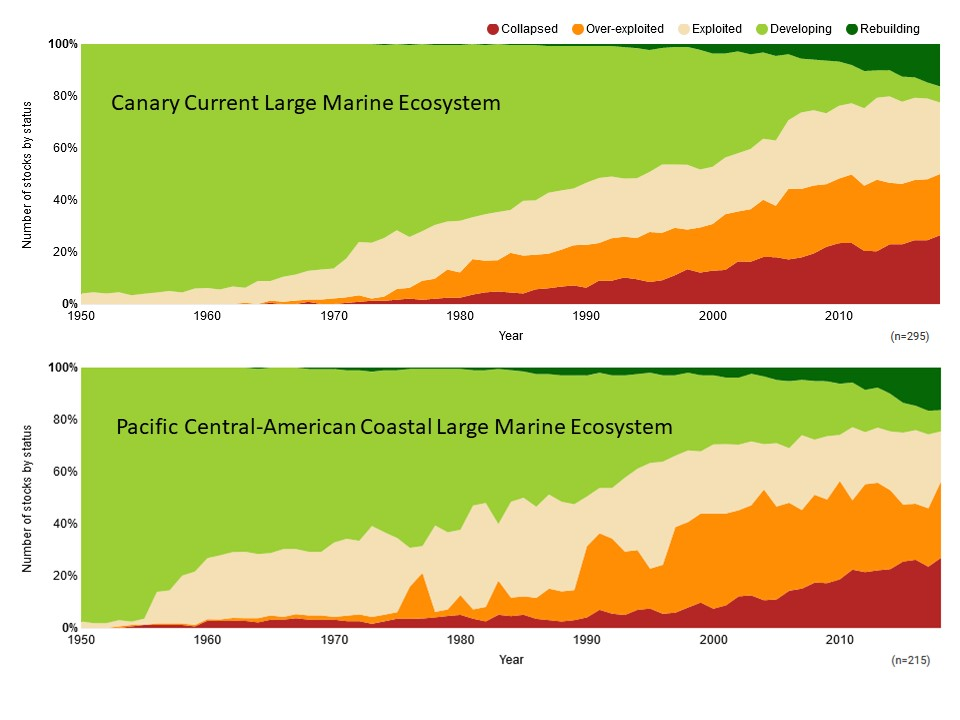 Collapsed Over-exploited Exploited Developing Rebuilding
100%
80%
60%
40%
20%
0%
Number of stocks by status
Canary Current Large Marine Ecosystem
1950 1960 1970 1980 1990 2000 2010
Year
(n=295)
100%
80%
60%
40%
20%
0%
Number of stocks by status
Pacific Central-American Coastal Large Marine Ecosystem
1950 1960 1970 1980 1990 2000 2010
Year
(n=215)